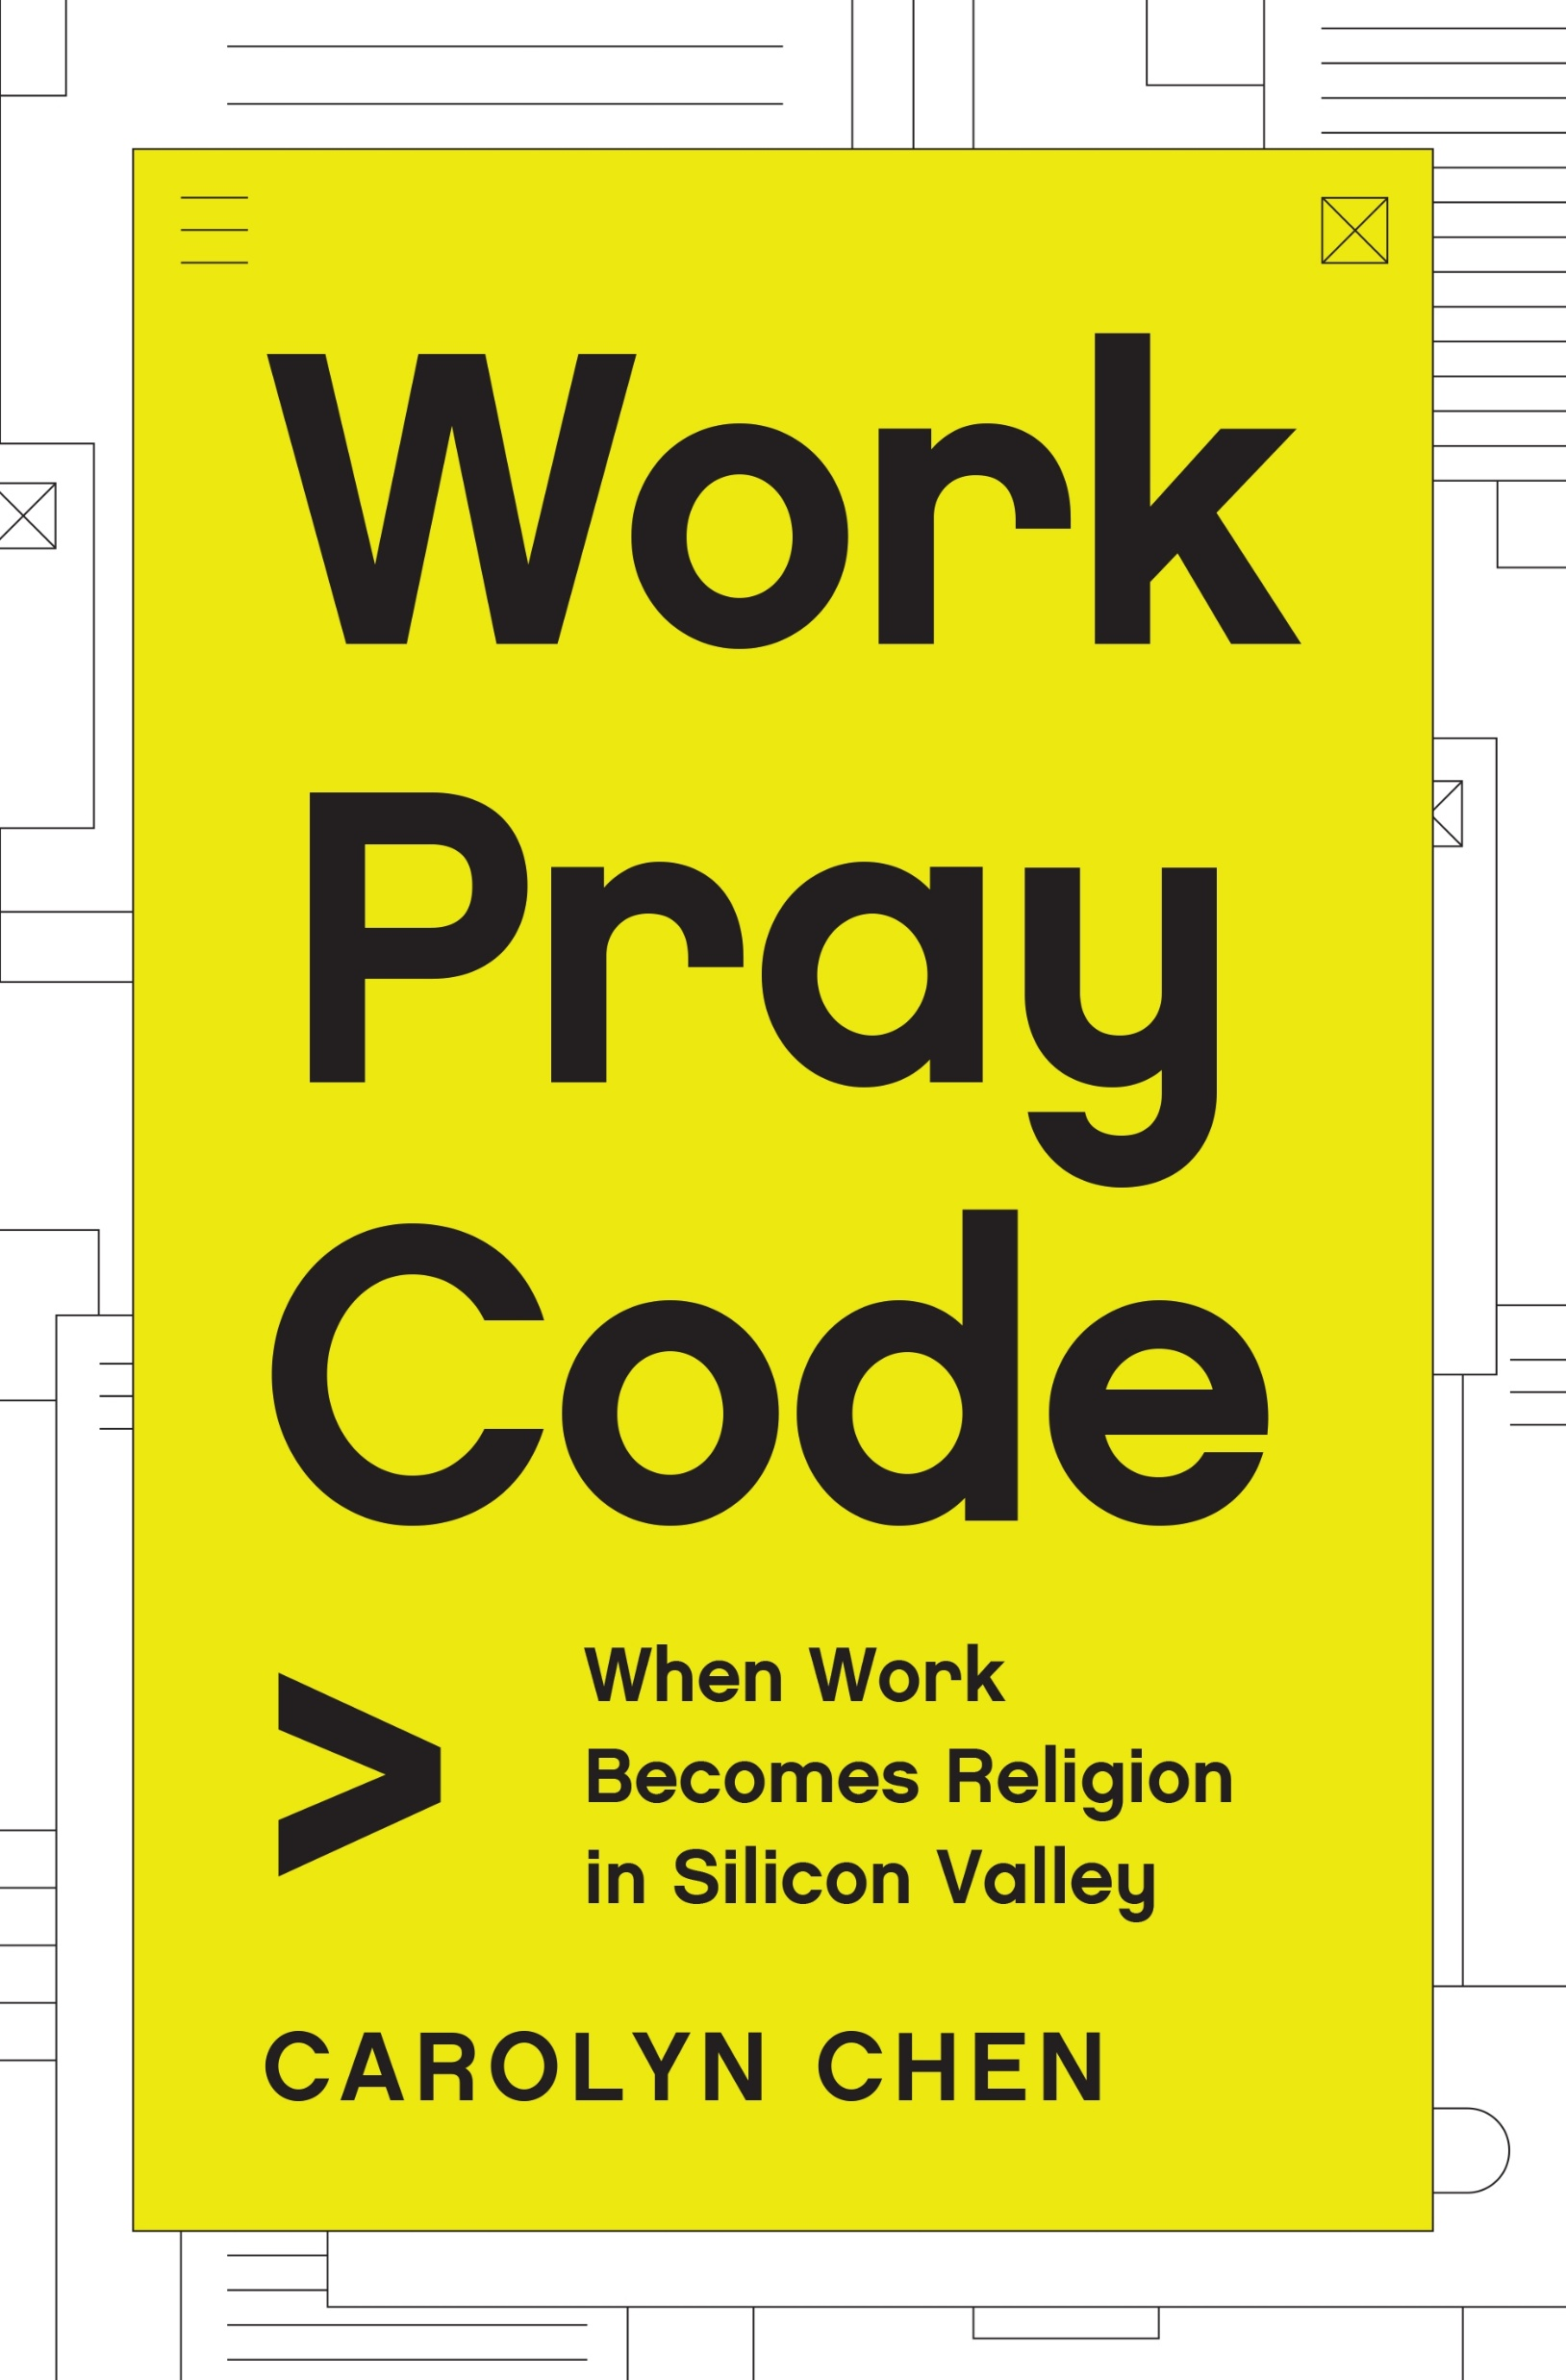 Work
Pray
Code
> When Work
Becomes Religion
in Silicon Valley
CAROLYN CHEN